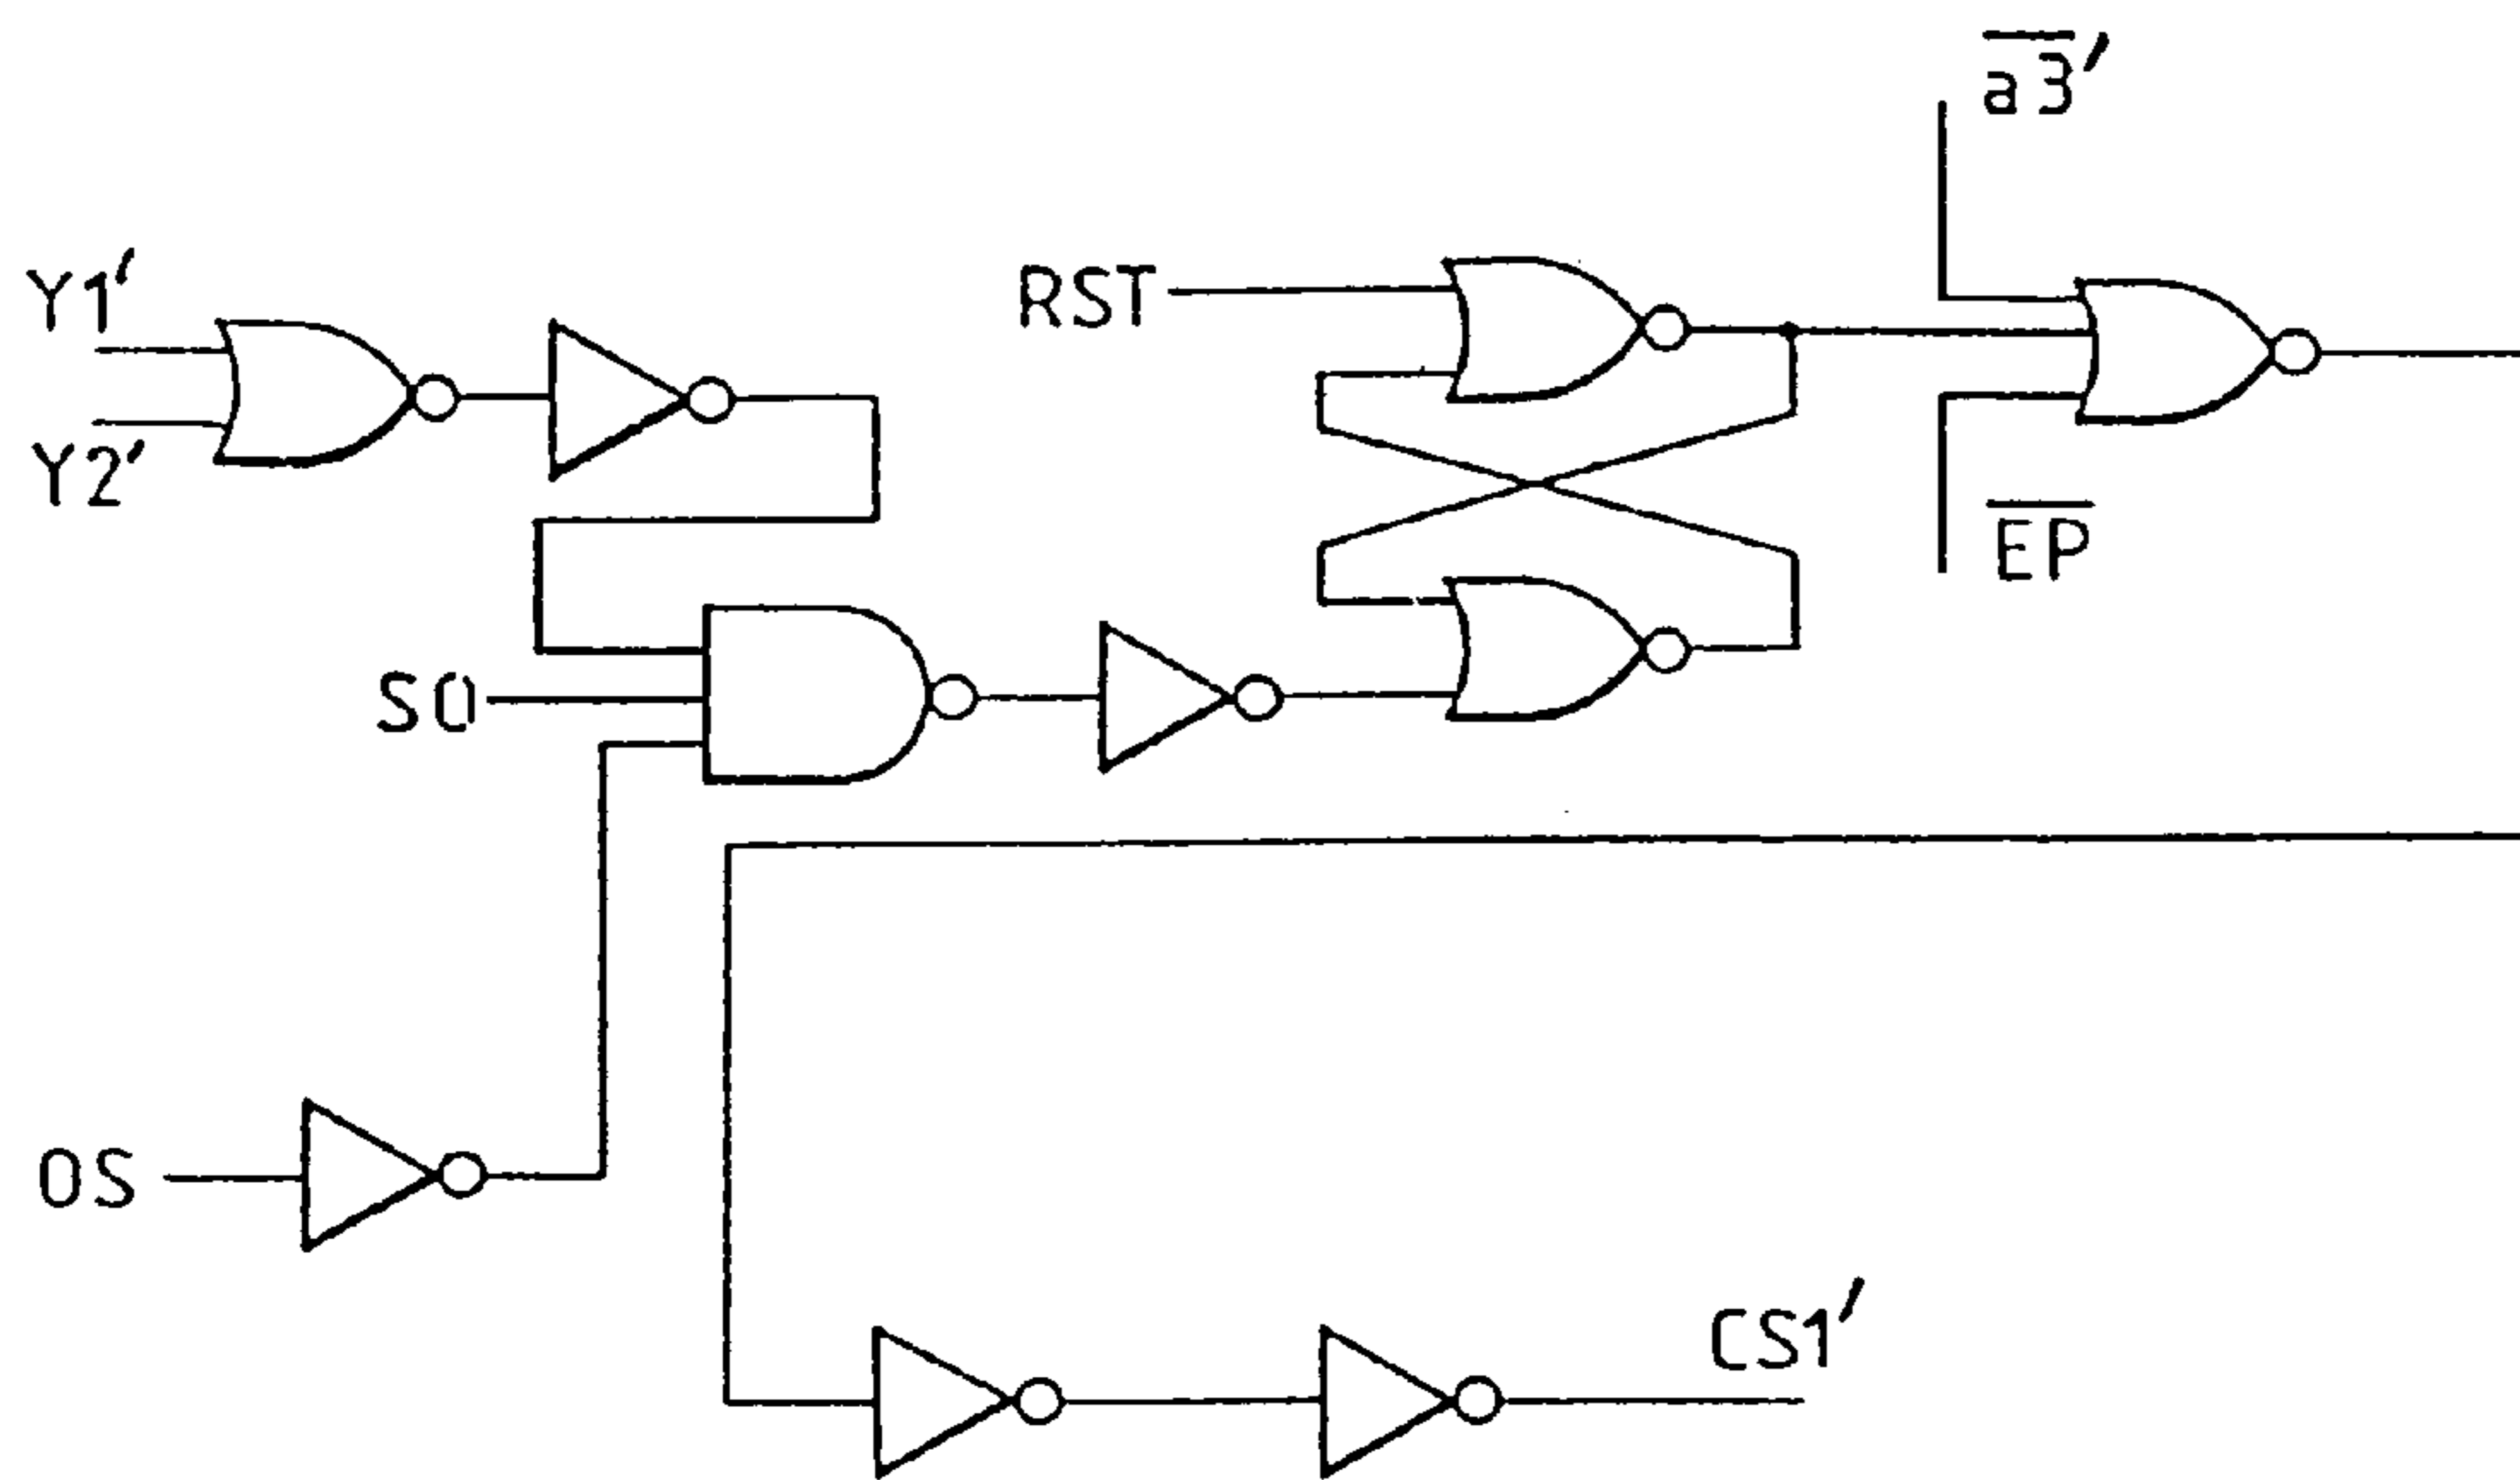 a3′
Y1′
RST
Y2′
EP
S0
OS
CS1′